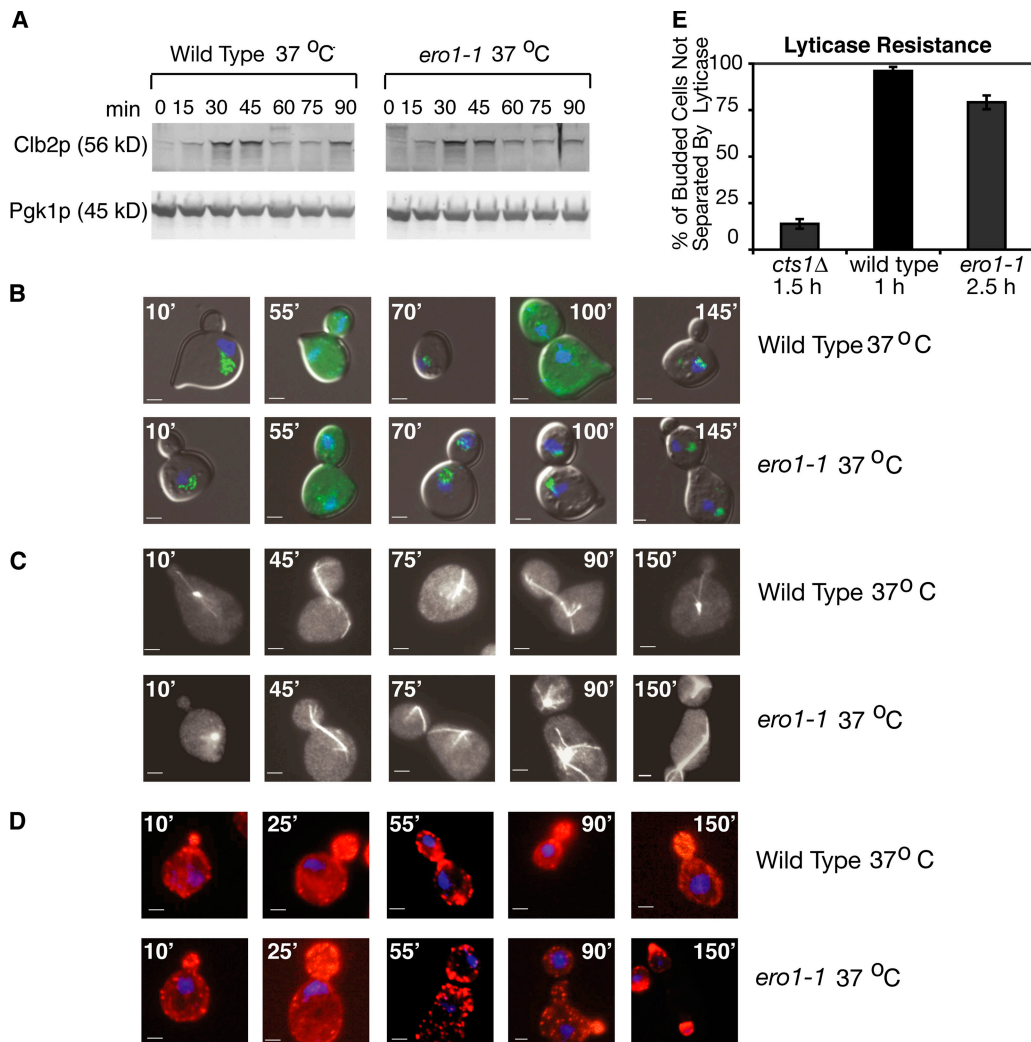 A
Wild Type 37 °C
ero1-1 37 °C
min 0 15 30 45 60 75 90 0 15 30 45 60 75 90
Clb2p (56 kD)
Pgk1p (45 kD)
E
Lyticase Resistance
% of Budded Cells Not
Separated By Lyticase
100
75
50
25
0
cts1Δ wild type ero1-1
1.5 h 1 h 2.5 h
B
10' 55' 70' 100' 145'
Wild Type 37 °C
10' 55' 70' 100' 145'
ero1-1 37 °C
C
10' 45' 75' 90' 150'
Wild Type 37° C
10' 45' 75' 90' 150'
ero1-1 37 °C
D
10' 25' 55' 90' 150'
Wild Type 37° C
10' 25' 55' 90' 150'
ero1-1 37 °C